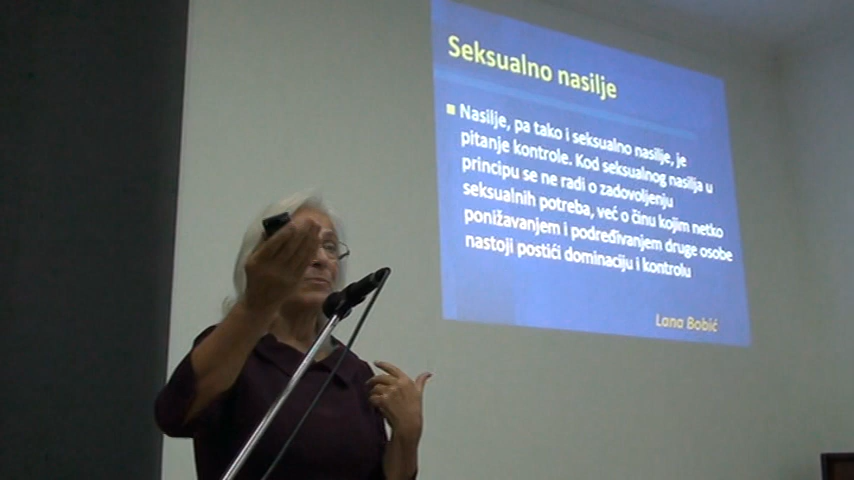 Seksualno nasilje
Nasilje, pa tako i seksualno nasilje, je
pitanje kontrole. Kod seksualnog nasilja u
principu se ne radi o zadovoljenju
seksualnih potreba, već o činu kojim netko
ponižavanjem i podređivanjem druge osobe
nastoji postići dominaciju i kontrolu
Lana Bobić